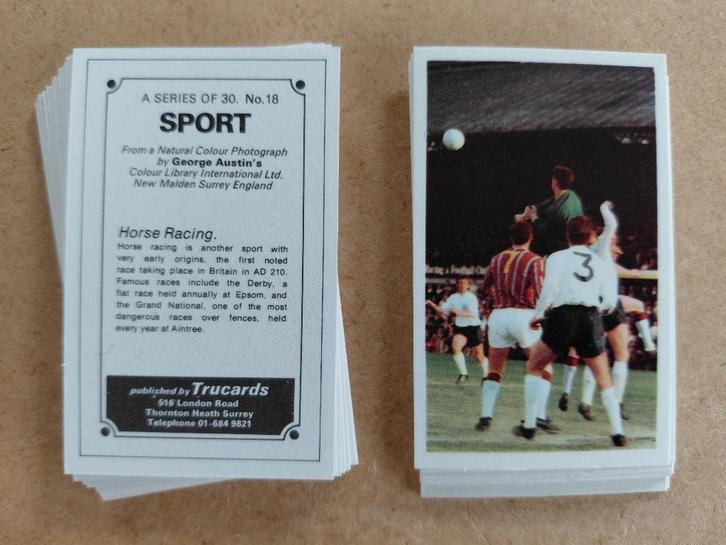 A SERIES OF 30. No.18
SPORT
From a Natural Colour Photograph
by George Austin's
Colour Library International Ltd.
New Malden Surrey England
Horse Racing.
Horse racing is another sport with
very early origins, the first noted
race taking place in Britain in AD 210.
Famous races include the Derby, a
flat race held annually at Epsom, and
the Grand National, one of the most
dangerous races over fences, held
every year at Aintree.
published by Trucards
516 London Road
Thornton Heath Surrey
Telephone 01-684 9821
7
3
a Football